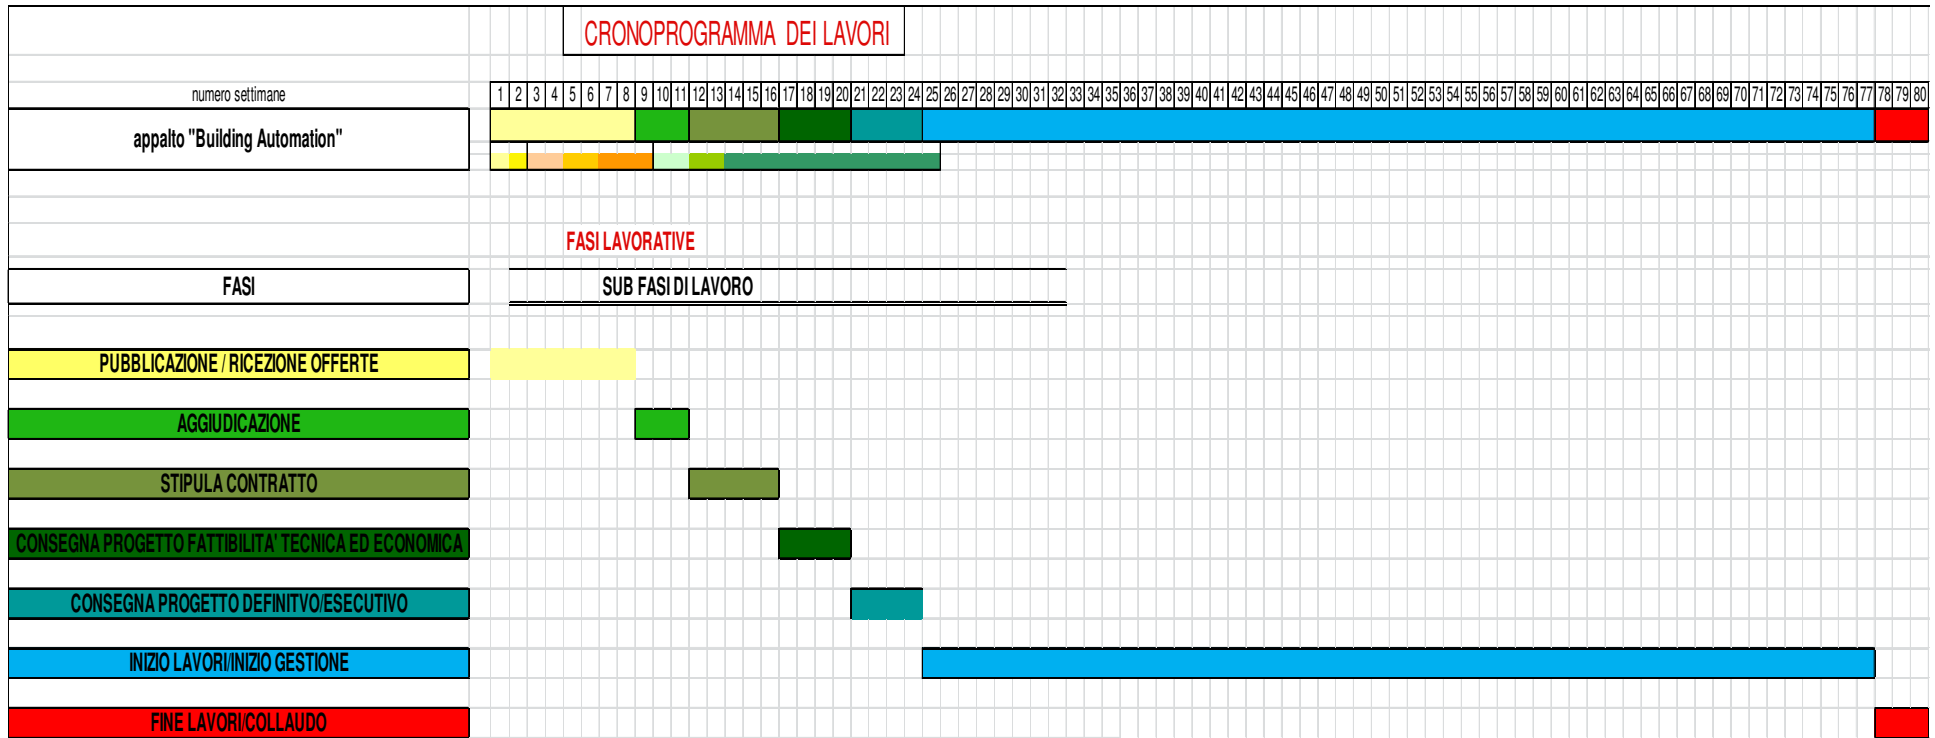 CRONOPROGRAMMA DEI LAVORI
numero settimane 1 2 3 4 5 6 7 8 9 10 11 12 13 14 15 16 17 18 19 20 21 22 23 24 25 26 27 28 29 30 31 32 33 34 35 36 37 38 39 40 41 42 43 44 45 46 47 48 49 50 51 52 53 54 55 56 57 58 59 60 61 62 63 64 65 66 67 68 69 70 71 72 73 74 75 76 77 78 79 80
appalto "Building Automation"
FASI LAVORATIVE
FASI SUB FASI DI LAVORO
PUBBLICAZIONE / RICEZIONE OFFERTE
AGGIUDICAZIONE
STIPULA CONTRATTO
CONSEGNA PROGETTO FATTIBILITA' TECNICA ED ECONOMICA
CONSEGNA PROGETTO DEFINITVO/ESECUTIVO
INIZIO LAVORI/INIZIO GESTIONE
FINE LAVORI/COLLAUDO